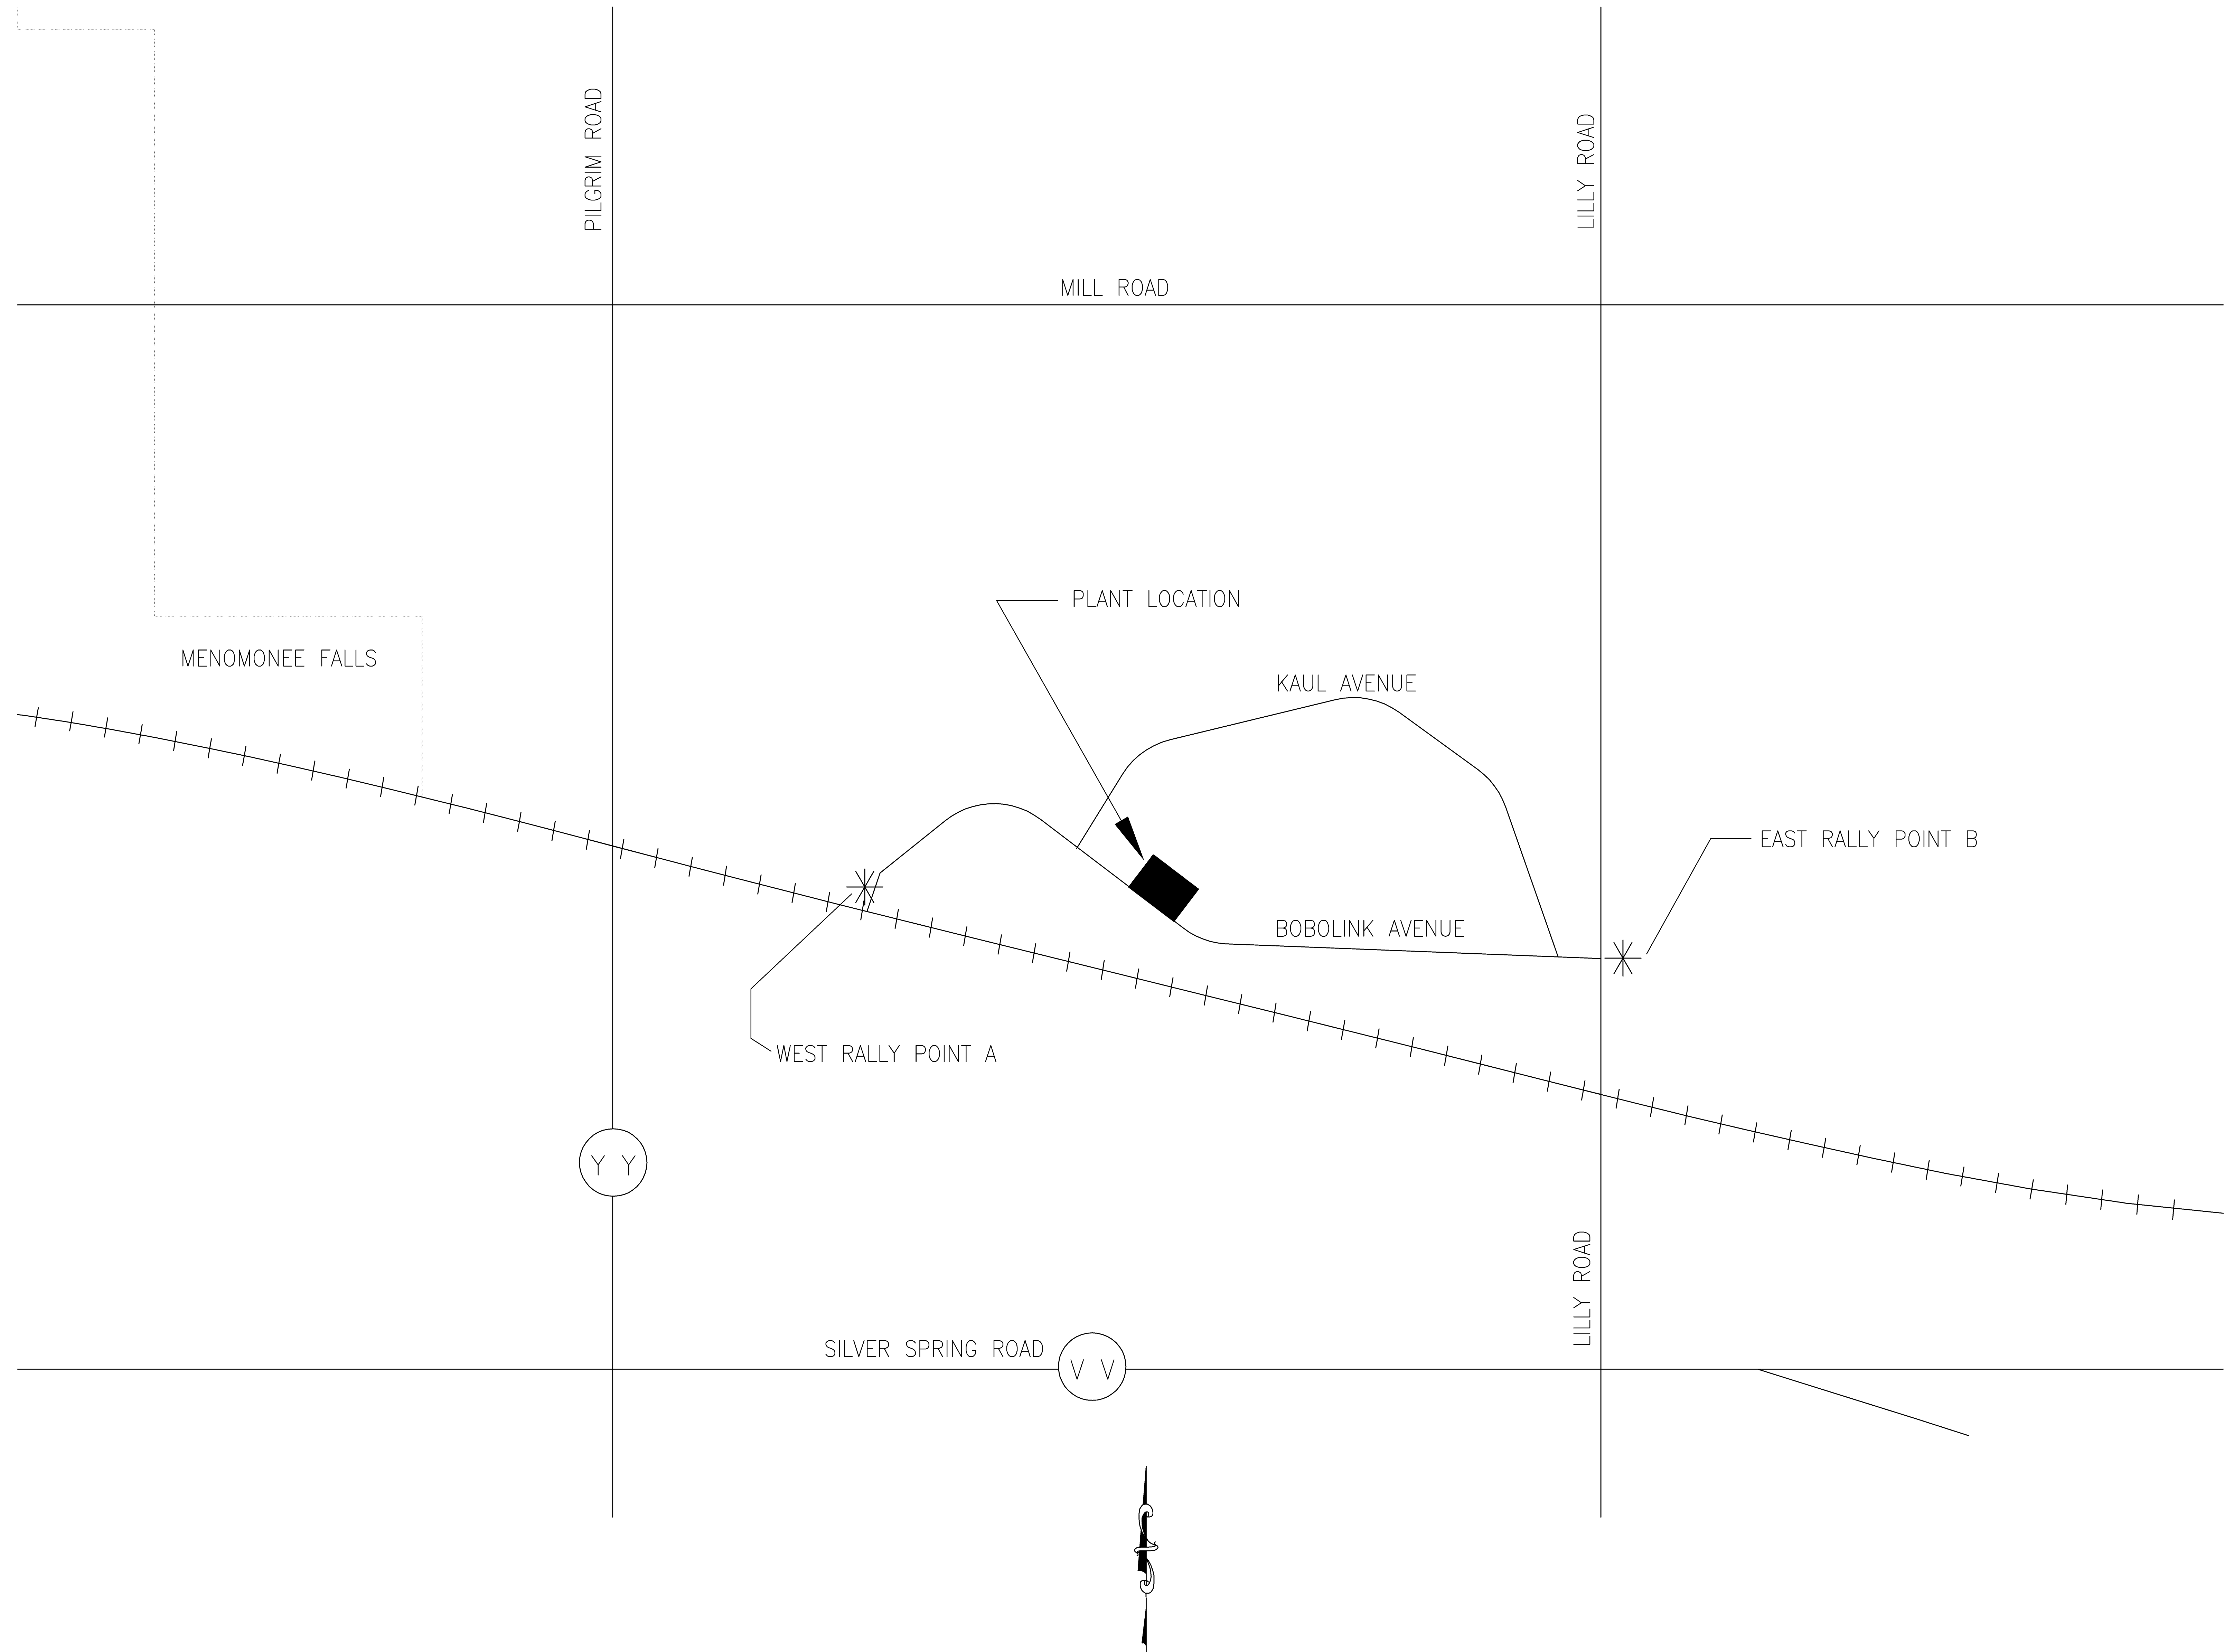 PILGRIM ROAD
LILLY ROAD
MILL ROAD
PLANT LOCATION
MENOMONEE FALLS
KAUL AVENUE
EAST RALLY POINT B
BOBOLINK AVENUE
WEST RALLY POINT A
Y Y
LILLY ROAD
SILVER SPRING ROAD
V V